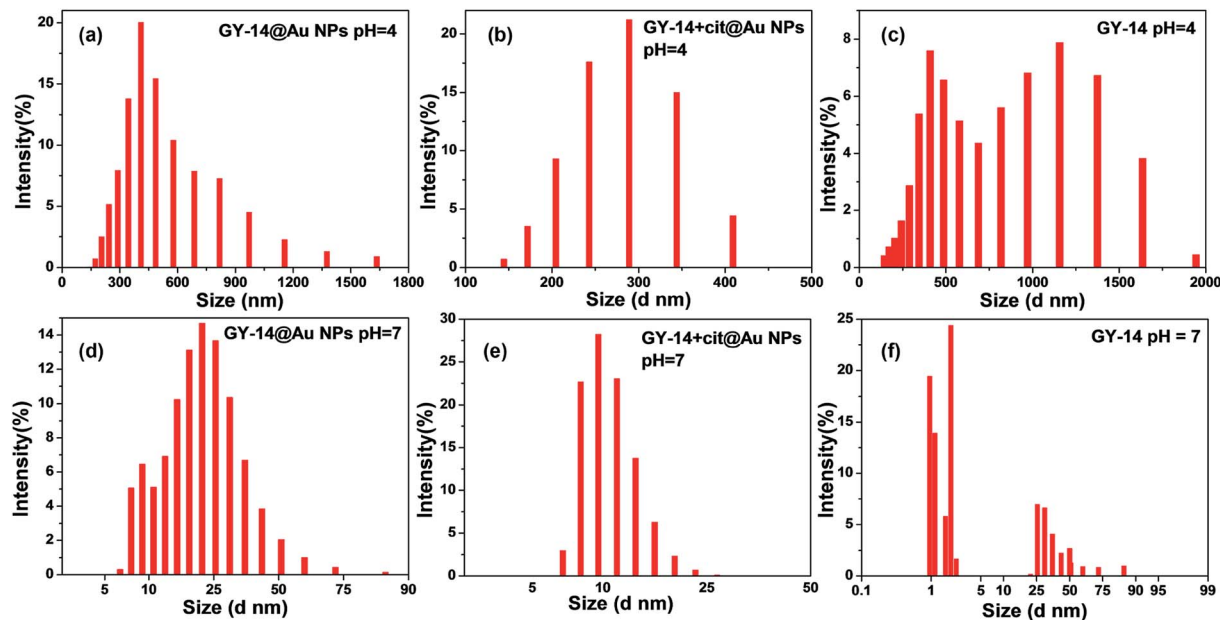 (a)
GY-14@Au NPs pH=4
Intensity(%)
20
15
10
5
0
0 300 600 900 1200 1500 1800
Size (nm)
(b)
GY-14+cit@Au NPs
pH=4
Intensity(%)
20
15
10
5
0
100 200 300 400 500
Size (d nm)
(c)
GY-14 pH=4
Intensity(%)
8
6
4
2
0
0 500 1000 1500 2000
Size (d nm)
(d)
GY-14@Au NPs pH=7
Intensity(%)
14
12
10
8
6
4
2
0
5 10 25 50 75 90
Size (d nm)
(e)
GY-14+cit@Au NPs
pH=7
Intensity(%)
30
25
20
15
10
5
0
5 10 25 50
Size (d nm)
(f)
GY-14 pH = 7
Intensity(%)
25
20
15
10
5
0
0.1 1 5 10 25 50 75 90 95 99
Size (d nm)